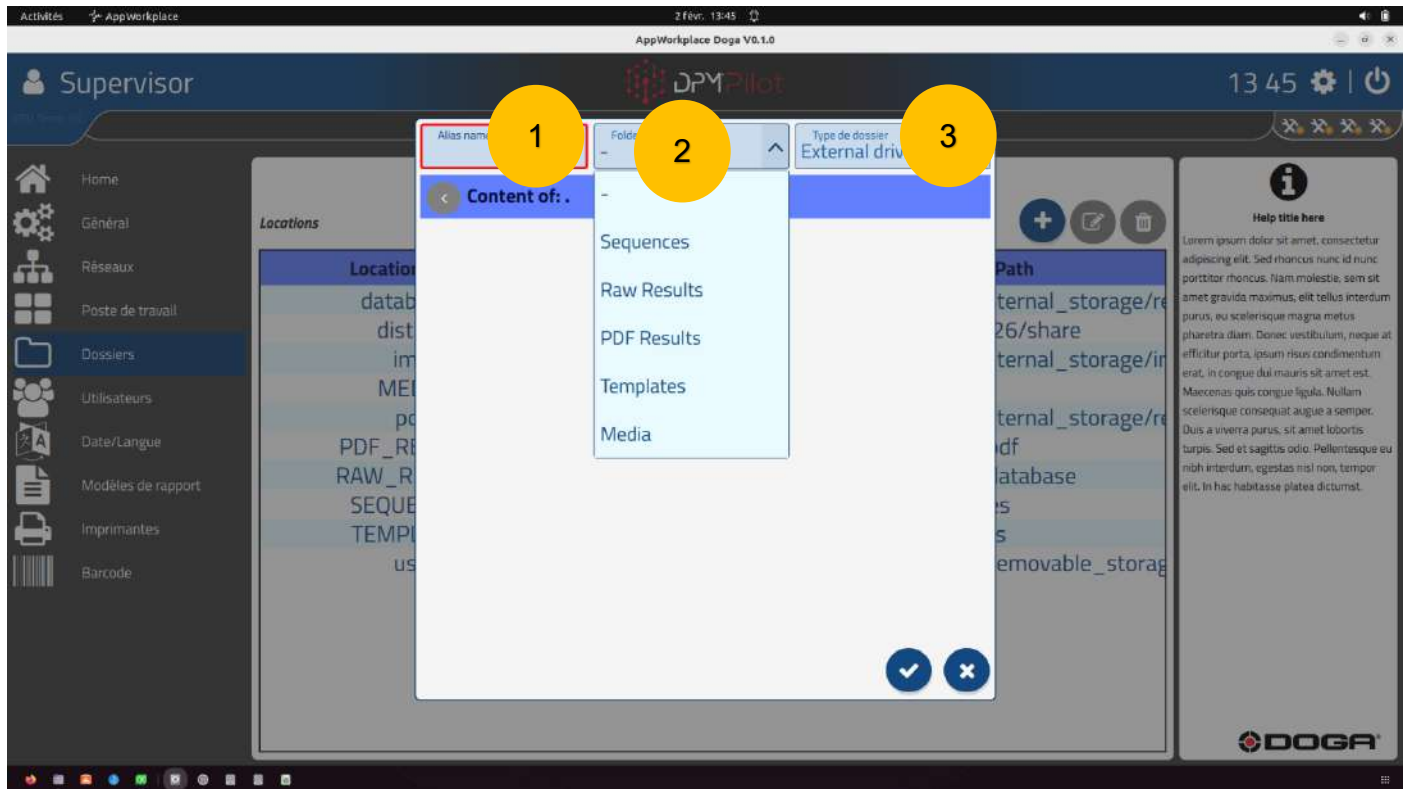 Activités AppWorkplace 2 févr. 13:45
AppWorkplace Doga V0.1.0
Supervisor DPMPilot 13 45
Alias name 1 Folde 2 Type de dossier 3
- External driv
Content of: .
-
Sequences
Raw Results
PDF Results
Templates
Media
Home
Général
Réseaux
Poste de travail
Dossiers
Utilisateurs
Date/Langue
Modèles de rapport
Imprimantes
Barcode
Locations
Location Path
datab ternal_storage/re
dist 26/share
im ternal_storage/in
MED
pd ternal_storage/re
PDF_RE df
RAW_R latabase
SEQUE es
TEMPL s
us emovable_storag
Help title here
Lorem ipsum dolor sit amet, consectetur
adipiscing elit. Sed rhoncus nunc id nunc
porttitor rhoncus. Nam molestie, sem sit
amet gravida maximus, elit tellus interdum
purus, eu scelerisque magna metus
pharetra diam. Donec vestibulum, neque at
efficitur porta, ipsum risus condimentum
erat, in congue dui mauris sit amet est.
Maecenas quis congue ligula. Nullam
scelerisque consequat augue a semper.
Duis a viverra purus, sit amet lobortis
turpis. Sed et sagittis odio. Pellentesque eu
nibh interdum, egestas nisl non, tempor
elit. In hac habitasse platea dictumst.
DOGA